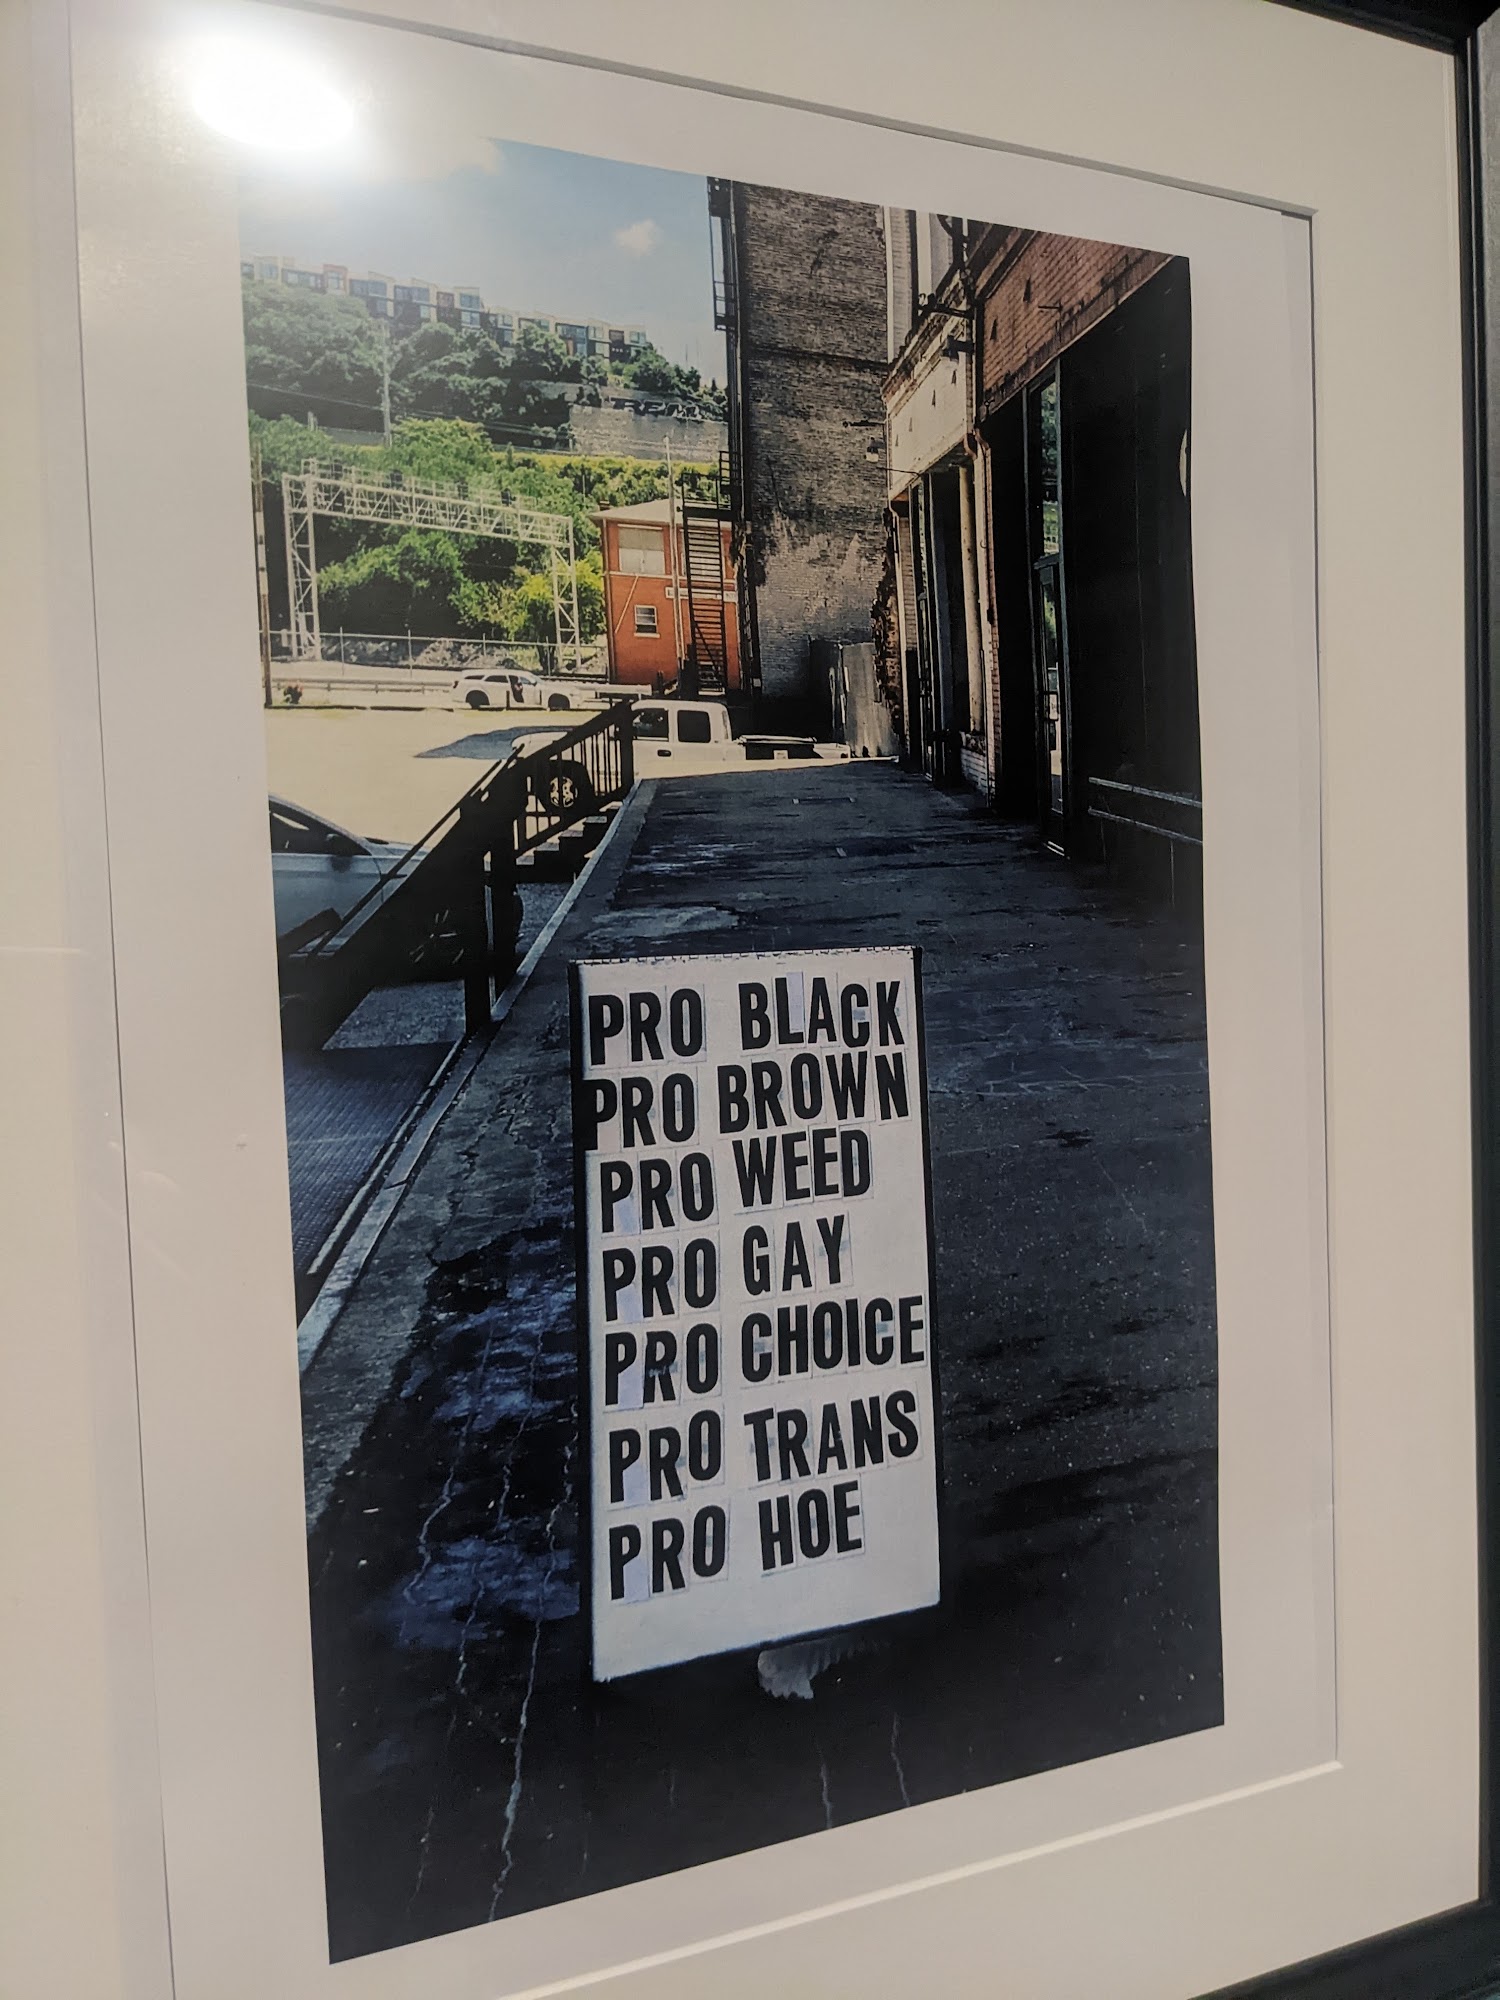 PRO BLACK
PRO BROWN
PRO WEED
PRO GAY
PRO CHOICE
PRO TRANS
PRO HOE